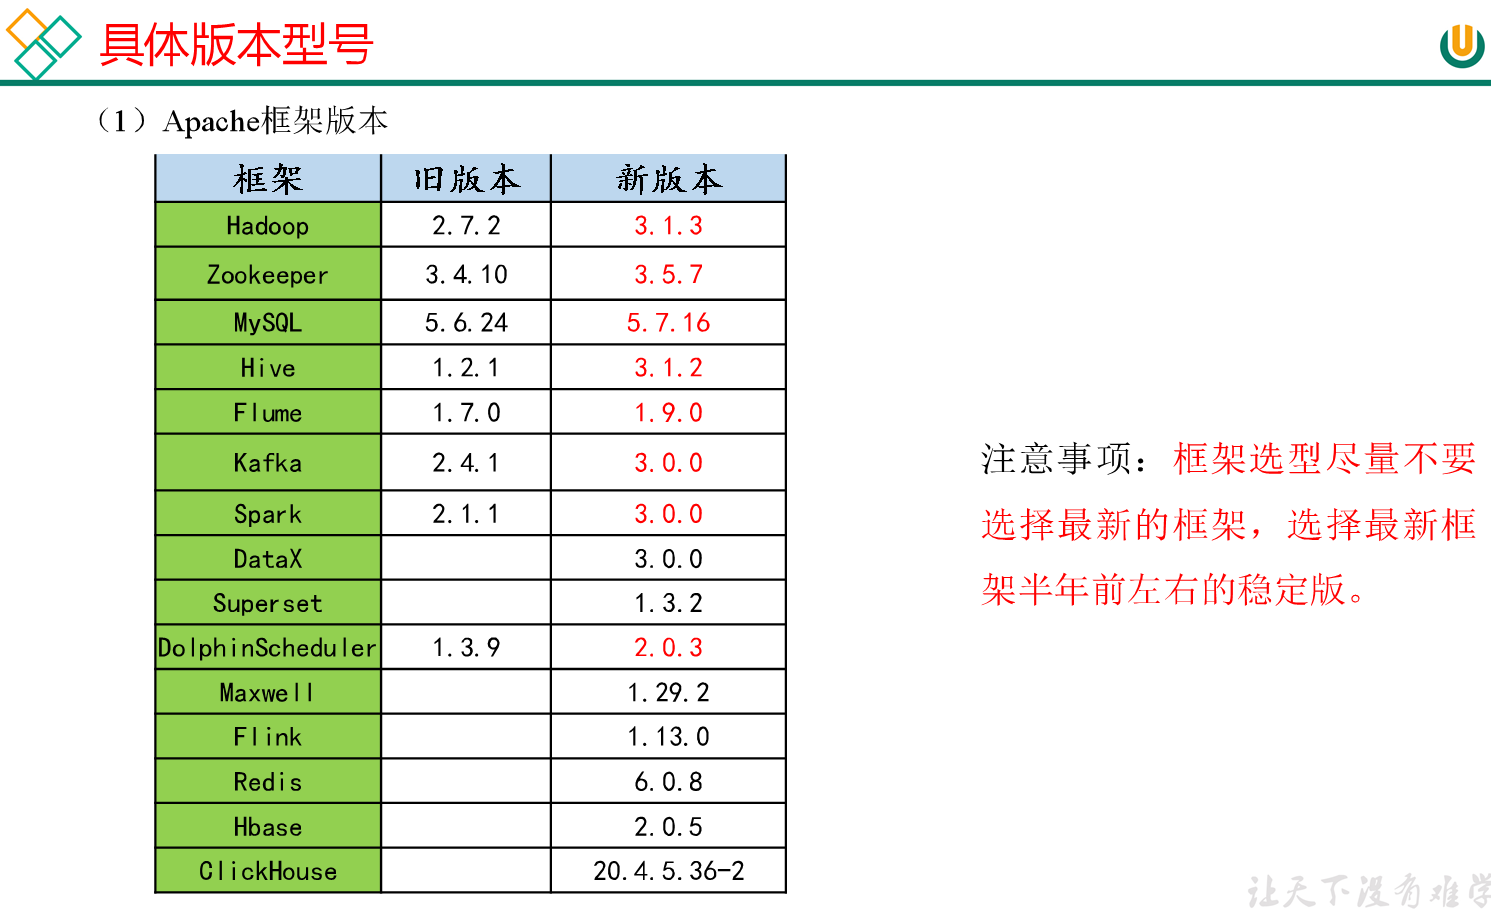 具体版本型号
（1）Apache框架版本
框架 旧版本 新版本
Hadoop 2.7.2 3.1.3
Zookeeper 3.4.10 3.5.7
MySQL 5.6.24 5.7.16
Hive 1.2.1 3.1.2
Flume 1.7.0 1.9.0
Kafka 2.4.1 3.0.0
Spark 2.1.1 3.0.0
DataX 3.0.0
Superset 1.3.2
DolphinScheduler 1.3.9 2.0.3
Maxwell 1.29.2
Flink 1.13.0
Redis 6.0.8
Hbase 2.0.5
ClickHouse 20.4.5.36-2
注意事项：框架选型尽量不要
选择最新的框架，选择最新框
架半年前左右的稳定版。
让天下没有难学